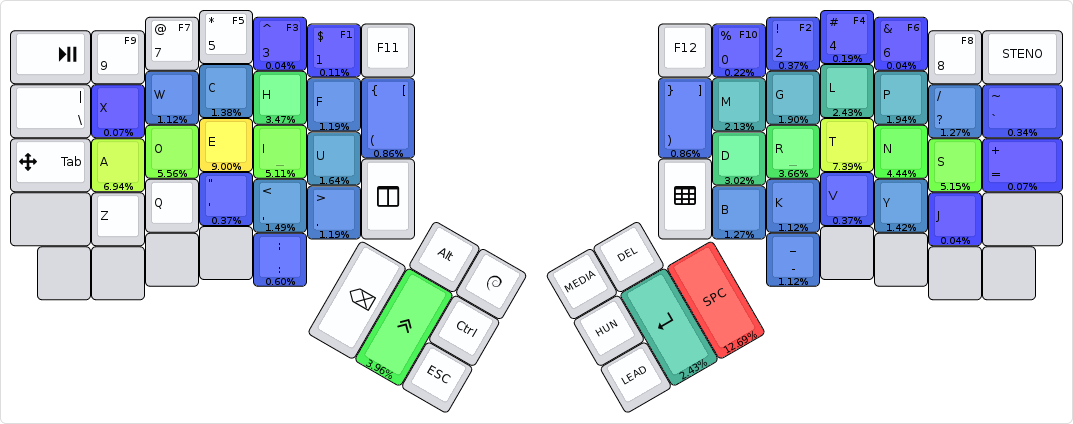 F9
9
@ F7
7
* F5
5
^ F3
3
0.04%
$ F1
1
0.11%
F11
F12
% F10
0
0.22%
! F2
2
0.37%
# F4
4
0.19%
& F6
6
0.04%
F8
8
STENO
|
\
X
0.07%
W
1.12%
C
1.38%
H
3.47%
F
1.19%
{ [
(
0.86%
} ]
)
0.86%
M
2.13%
G
1.90%
L
2.43%
P
1.94%
/
?
1.27%
~
`
0.34%
Tab
A
6.94%
O
5.56%
E
9.00%
I _
5.11%
U
1.64%
D
3.02%
R _
3.66%
T
7.39%
N
4.44%
S
5.15%
+
=
0.07%
Z
Q
"
'
0.37%
<
,
1.49%
>
.
1.19%
B
1.27%
K
1.12%
V
0.37%
Y
1.42%
J
0.04%
:
;
0.60%
_
-
1.12%
Alt
Ctrl
ESC
3.96%
DEL
MEDIA
HUN
LEAD
2.43%
SPC
12.69%